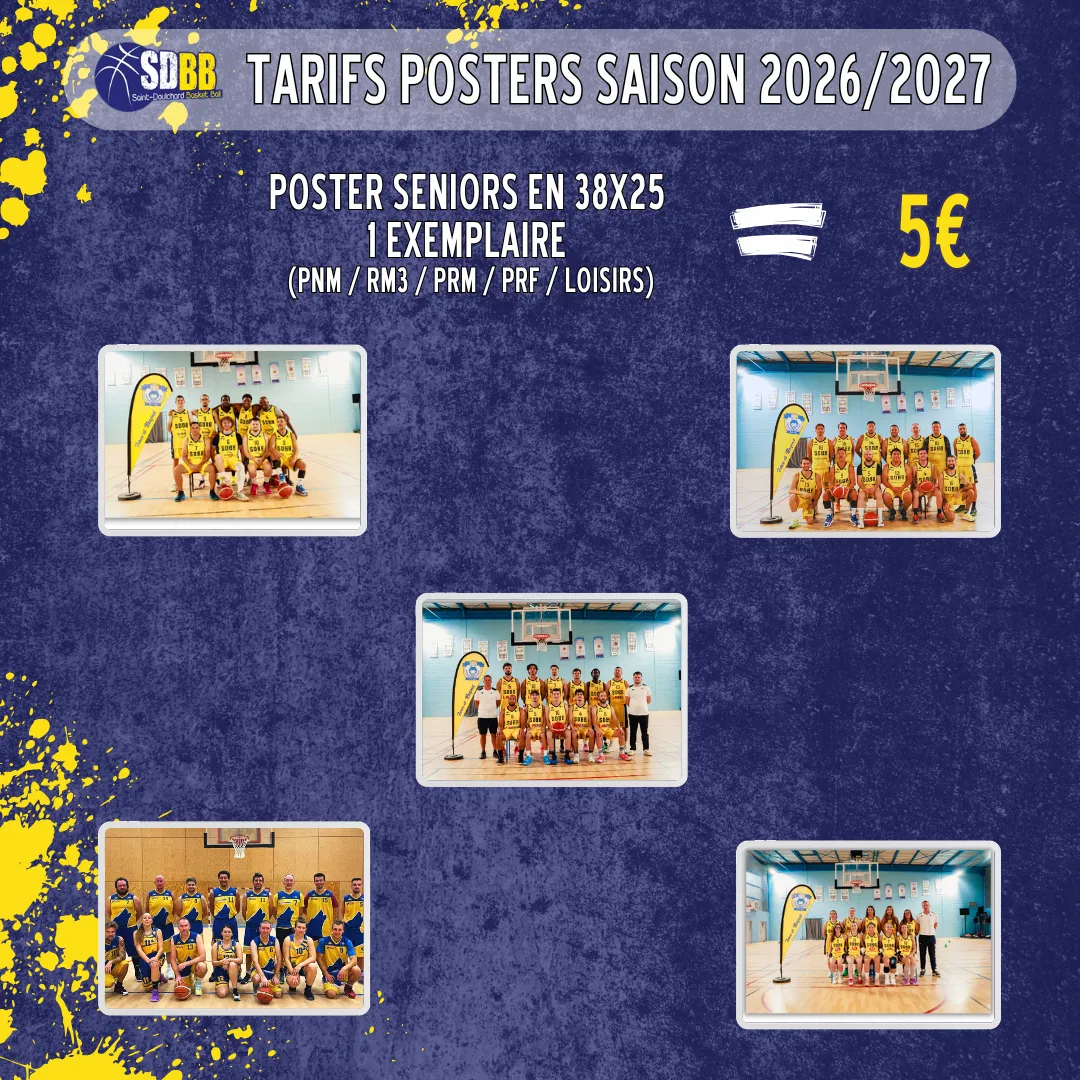 SDBB
Saint-Doulchard Basket Ball
TARIFS POSTERS SAISON 2026/2027
POSTER SENIORS EN 38X25
1 EXEMPLAIRE
(PNM / RM3 / PRM / PRF / LOISIRS)
= 5€